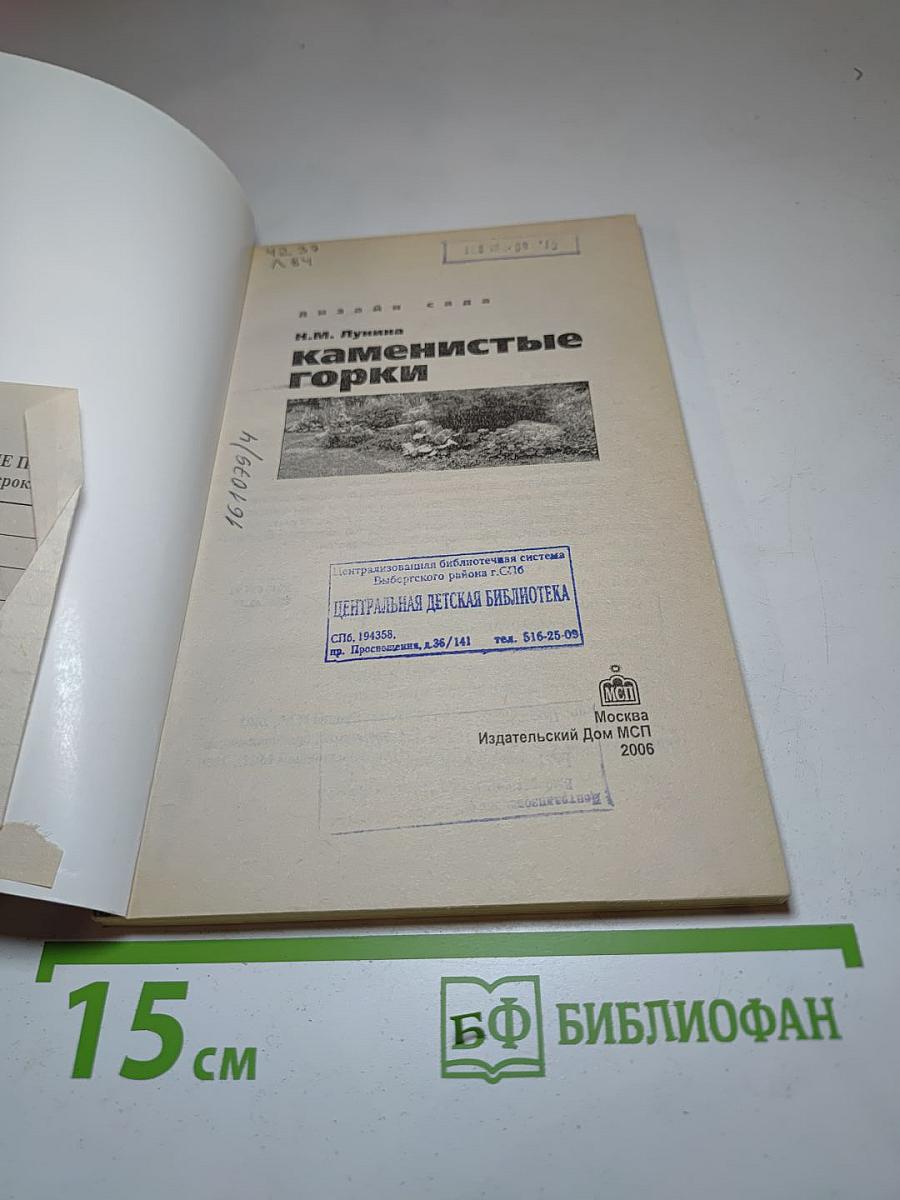 42.37
Л84
дизайн сада
Н.М. Лунина
каменистые
горки
161079/4
Централизованная библиотечная система
Выборгского района г.СПб
ЦЕНТРАЛЬНАЯ ДЕТСКАЯ БИБЛИОТЕКА
СПб, 194358,
пр. Просвещения, д.36/141 тел. 516-25-09
МСП
Москва
Издательский Дом МСП
2006
15 см
БФ БИБЛИОФАН